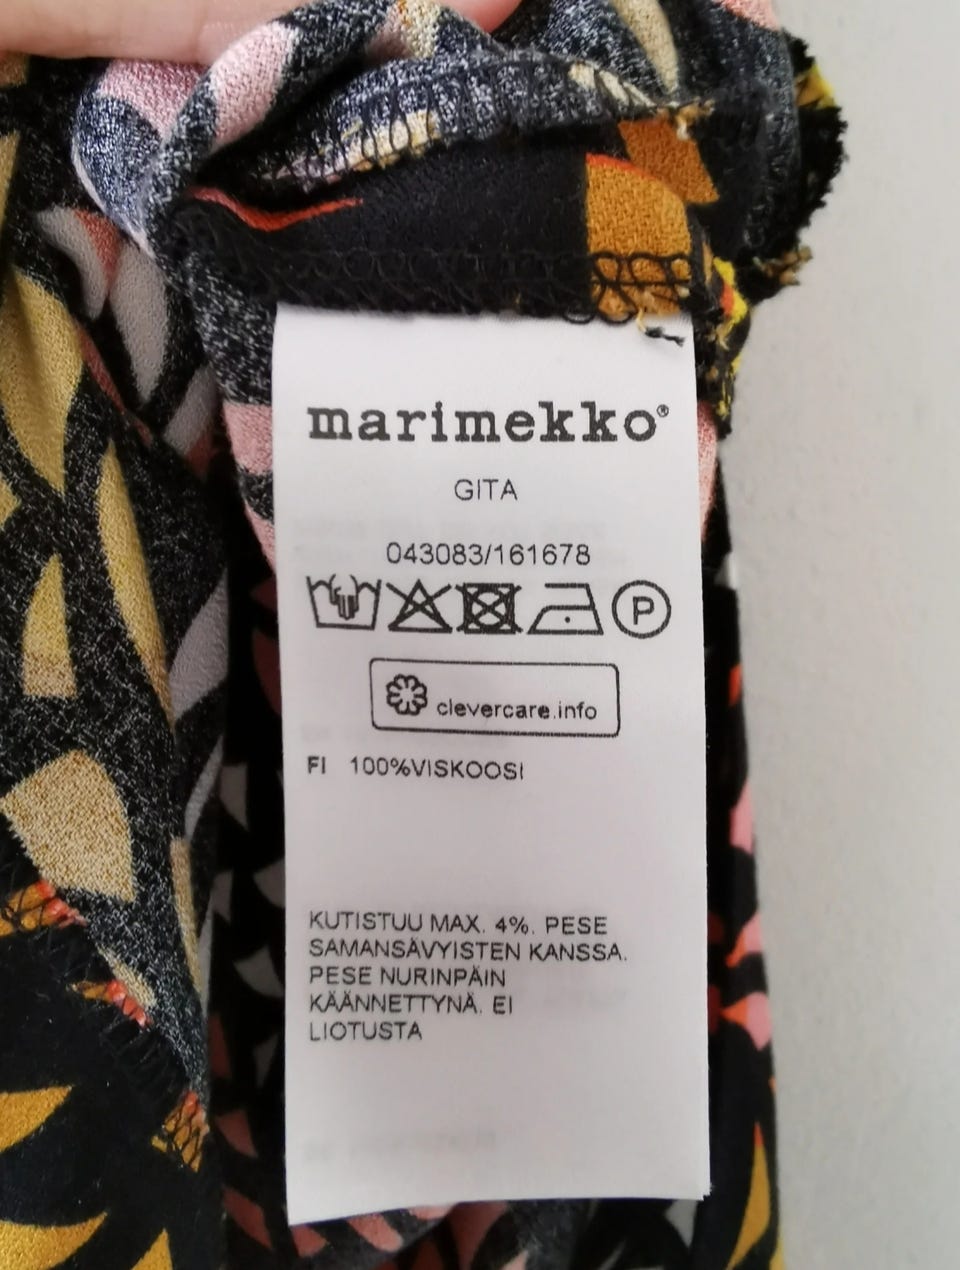 marimekko®
GITA
043083/161678
P
clevercare.info
FI 100%VISKOOSI
KUTISTUU MAX. 4%. PESE
SAMANSÄVYISTEN KANSSA.
PESE NURINPÄIN
KÄÄNNETTYNÄ. EI
LIOTUSTA